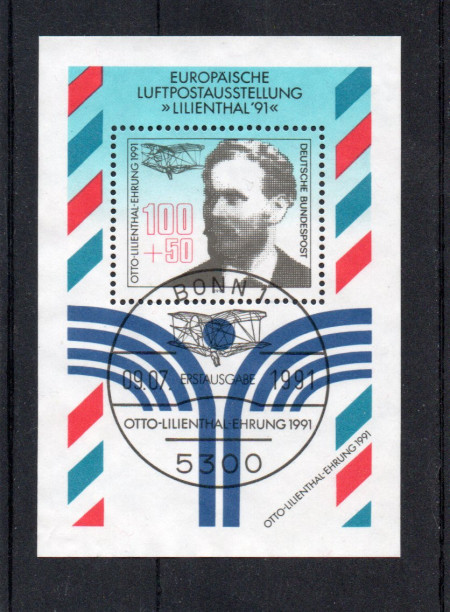 EUROPÄISCHE
LUFTPOSTAUSSTELLUNG
»LILIENTHAL '91«
OTTO-LILIENTHAL-EHRUNG 1991
100
+50
DEUTSCHE BUNDESPOST
BONN 1
09.07 ERSTAUSGABE 1991
OTTO-LILIENTHAL-EHRUNG 1991
5300
OTTO-LILIENTHAL-EHRUNG 1991